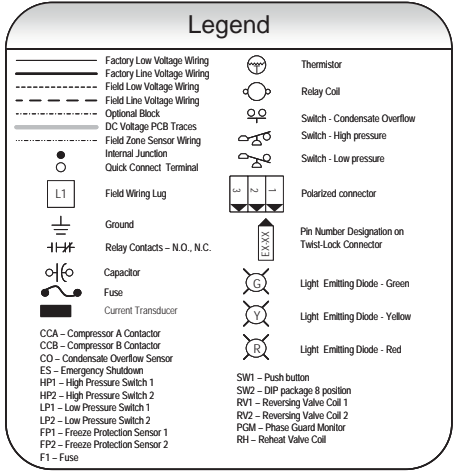 Legend
Factory Low Voltage Wiring
Factory Line Voltage Wiring
Field Low Voltage Wiring
Field Line Voltage Wiring
Optional Block
DC Voltage PCB Traces
Field Zone Sensor Wiring
Internal Junction
Quick Connect Terminal
L1
Field Wiring Lug
Ground
Relay Contacts – N.O., N.C.
Capacitor
Fuse
Current Transducer
CCA – Compressor A Contactor
CCB – Compressor B Contactor
CO – Condensate Overflow Sensor
ES – Emergency Shutdown
HP1 – High Pressure Switch 1
HP2 – High Pressure Switch 2
LP1 – Low Pressure Switch 1
LP2 – Low Pressure Switch 2
FP1 – Freeze Protection Sensor 1
FP2 – Freeze Protection Sensor 2
F1 – Fuse
Thermistor
Relay Coil
Switch - Condensate Overflow
Switch - High pressure
Switch - Low pressure
3 2 1
Polarized connector
EX-XX
Pin Number Designation on
Twist-Lock Connector
G
Light Emitting Diode - Green
Y
Light Emitting Diode - Yellow
R
Light Emitting Diode - Red
SW1 – Push button
SW2 – DIP package 8 position
RV1 – Reversing Valve Coil 1
RV2 – Reversing Valve Coil 2
PGM – Phase Guard Monitor
RH – Reheat Valve Coil